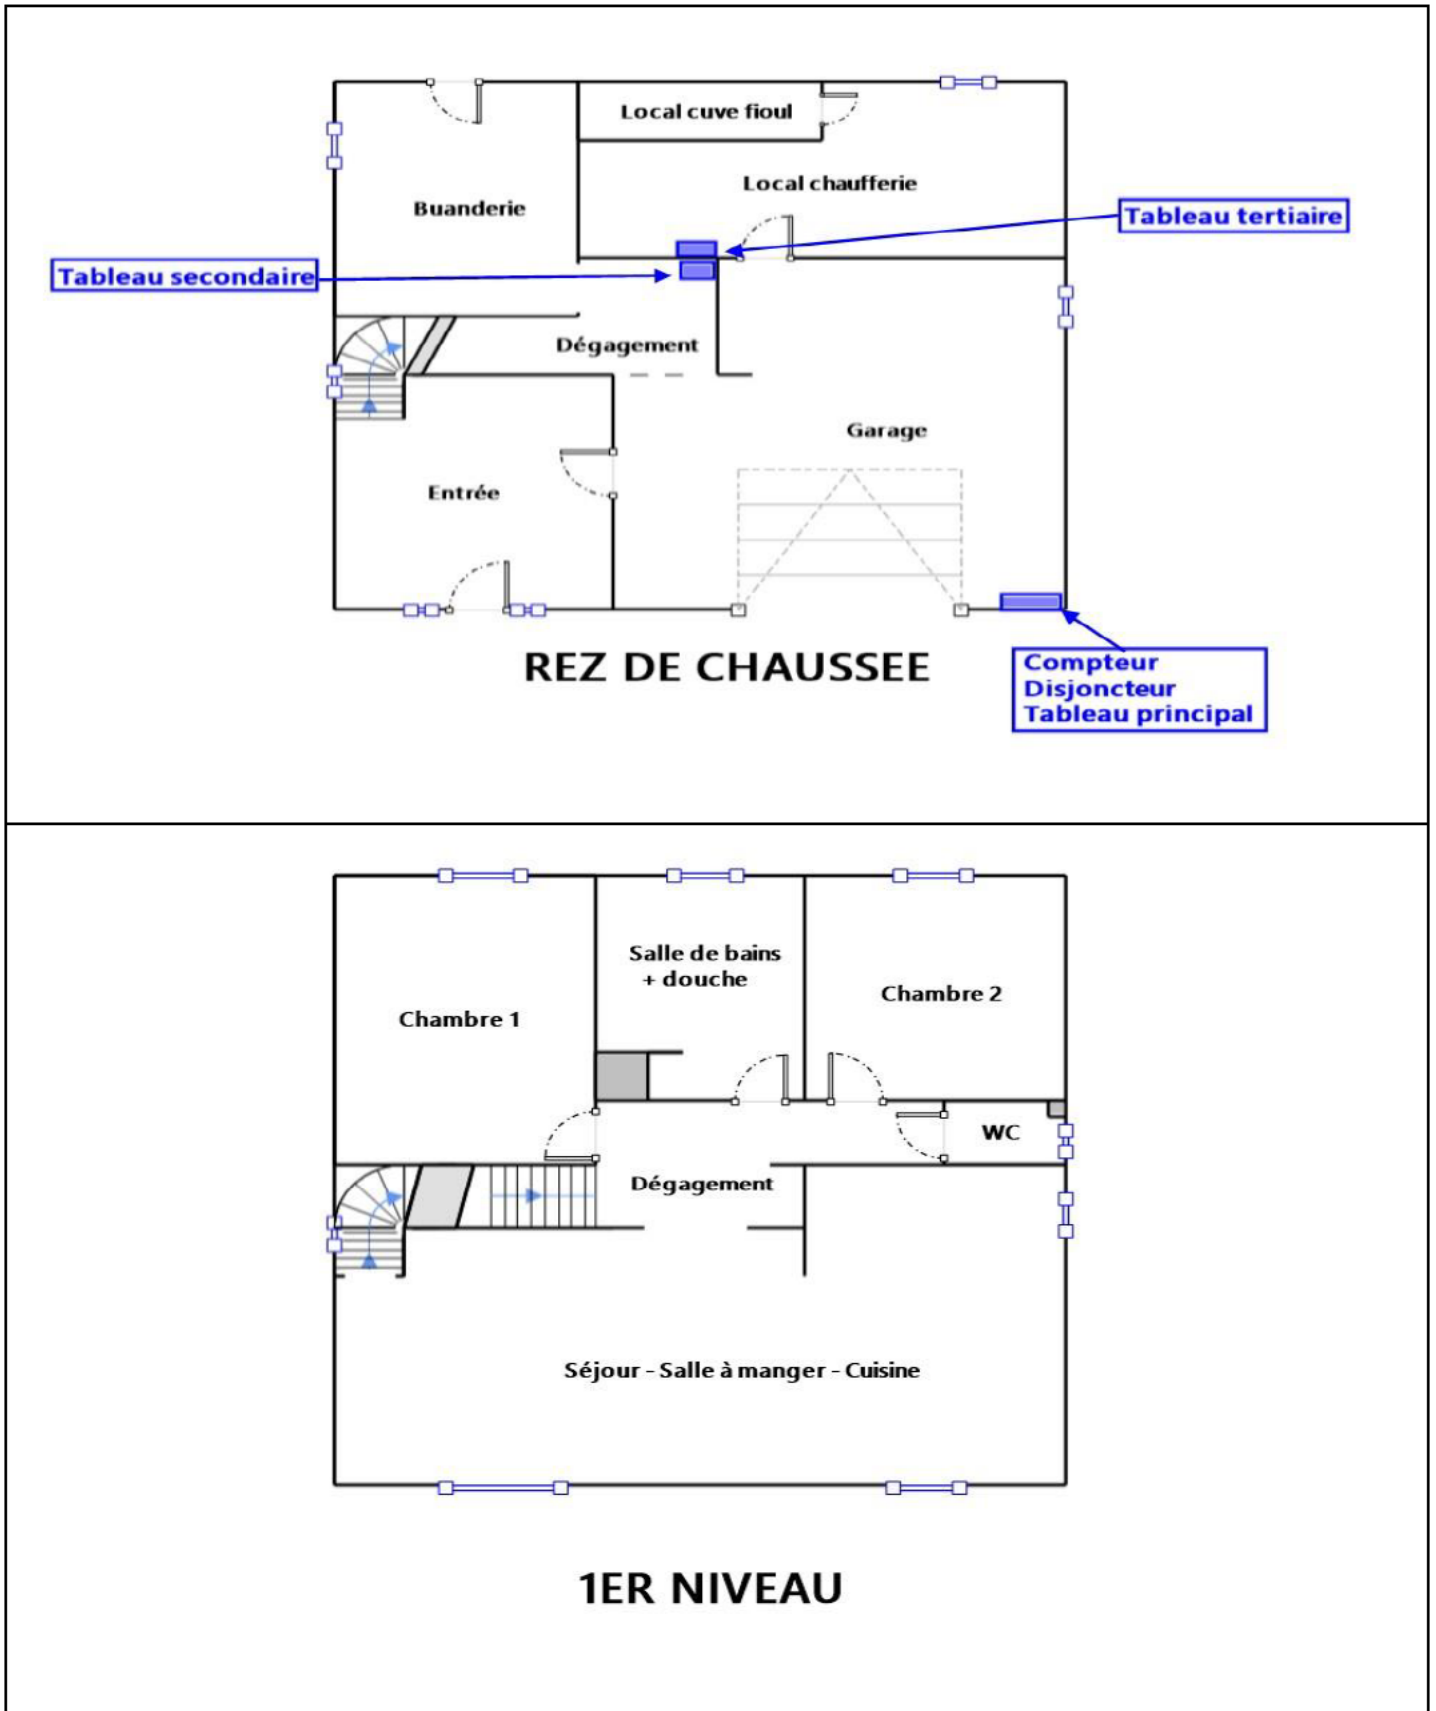 Local cuve fioul
Local chaufferie
Buanderie
Tableau tertiaire
Tableau secondaire
Dégagement
Garage
Entrée
REZ DE CHAUSSEE
Compteur
Disjoncteur
Tableau principal
Salle de bains
+ douche
Chambre 2
Chambre 1
WC
Dégagement
Séjour - Salle à manger - Cuisine
1ER NIVEAU